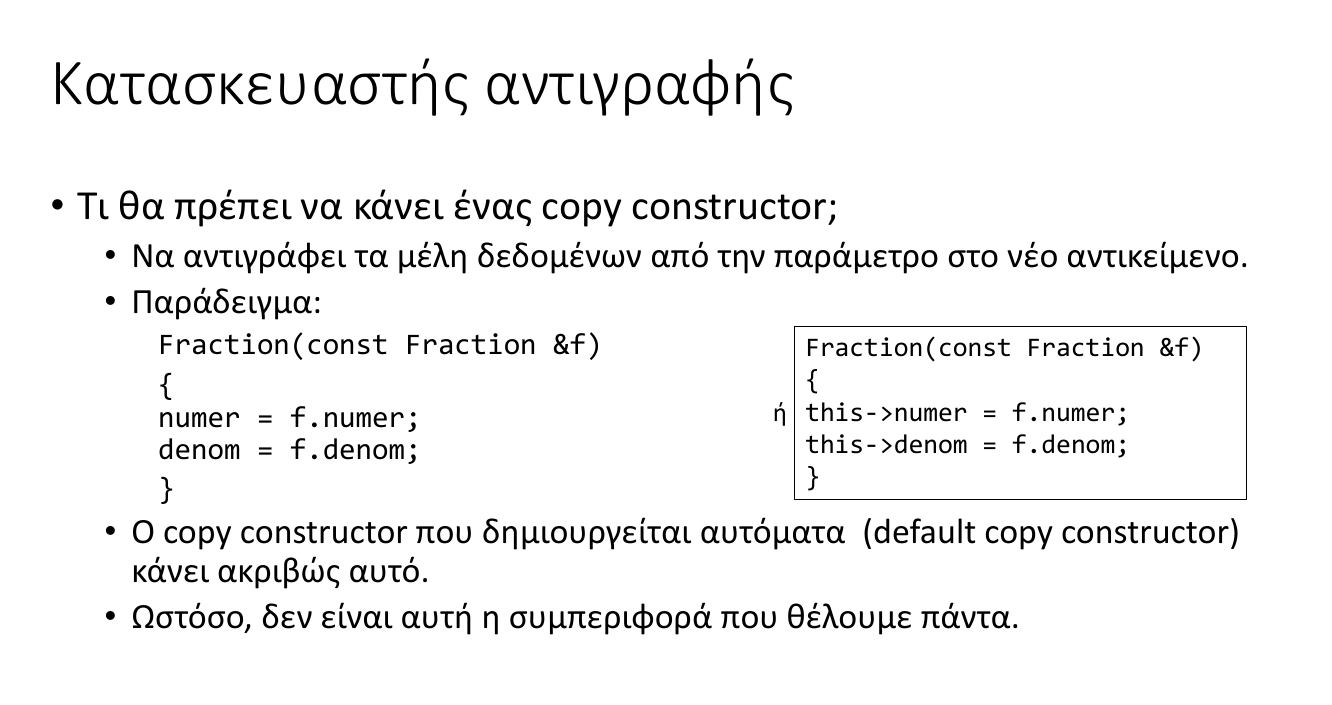 Κατασκευαστής αντιγραφής
• Τι θα πρέπει να κάνει ένας copy constructor;
• Να αντιγράφει τα μέλη δεδομένων από την παράμετρο στο νέο αντικείμενο.
• Παράδειγμα:
Fraction(const Fraction &f)
{
numer = f.numer;
denom = f.denom;
}
ή
Fraction(const Fraction &f)
{
this->numer = f.numer;
this->denom = f.denom;
}
• Ο copy constructor που δημιουργείται αυτόματα (default copy constructor)
κάνει ακριβώς αυτό.
• Ωστόσο, δεν είναι αυτή η συμπεριφορά που θέλουμε πάντα.